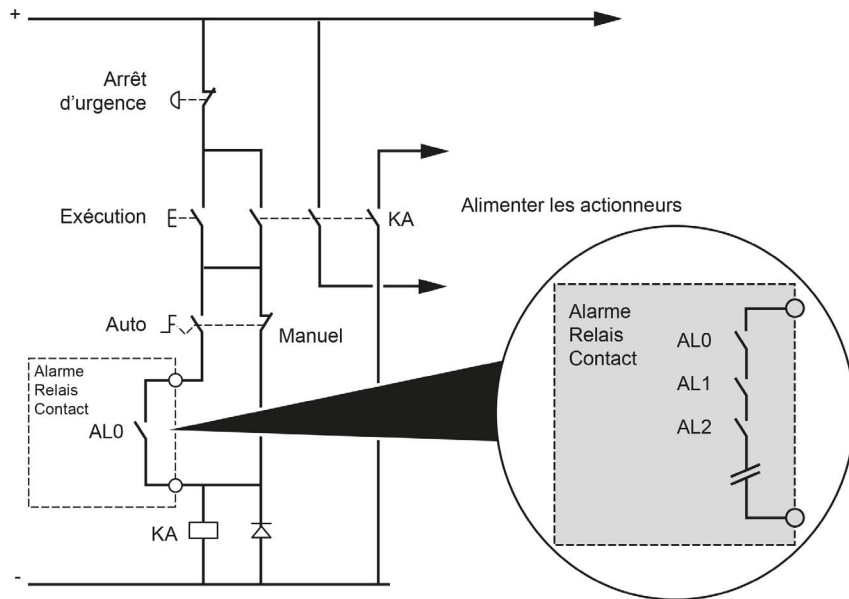 +
Arrêt
d'urgence
Exécution
KA
Alimenter les actionneurs
Auto
Manuel
Alarme
Relais
Contact
AL0
KA
-
Alarme
Relais
Contact
AL0
AL1
AL2